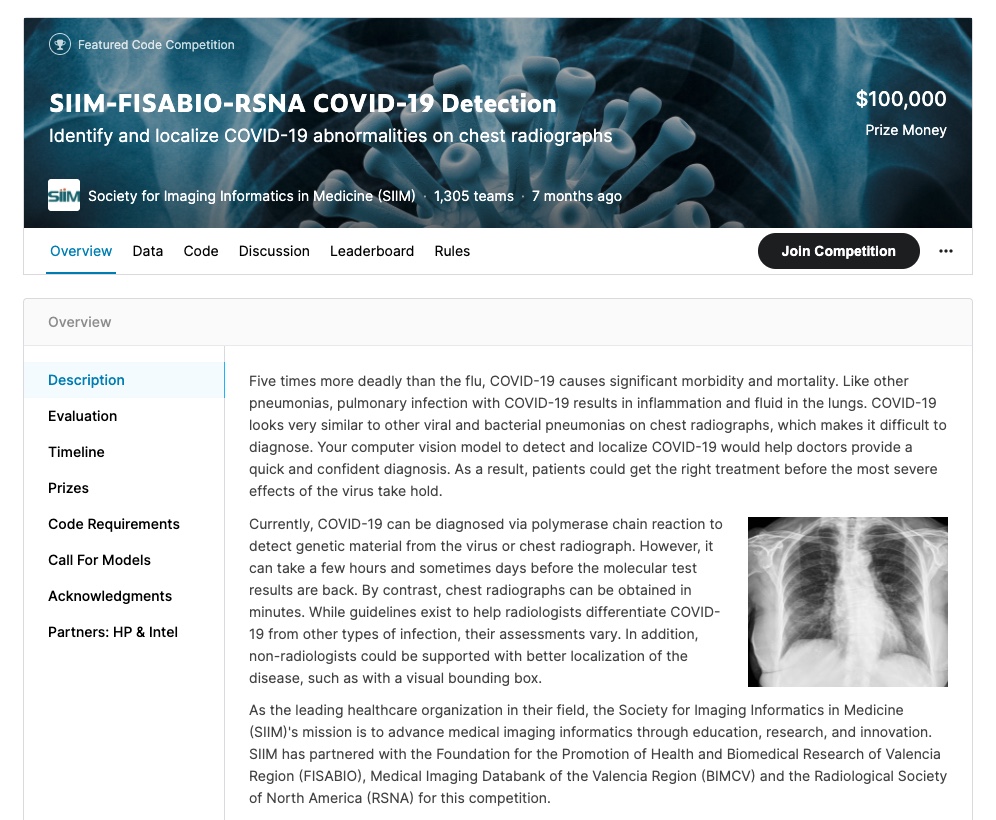 Featured Code Competition
SIIM-FISABIO-RSNA COVID-19 Detection
Identify and localize COVID-19 abnormalities on chest radiographs
$100,000
Prize Money
SIIM
Society for Imaging Informatics in Medicine (SIIM) · 1,305 teams · 7 months ago
Overview Data Code Discussion Leaderboard Rules Join Competition ···
Overview
Description
Evaluation
Timeline
Prizes
Code Requirements
Call For Models
Acknowledgments
Partners: HP & Intel
Five times more deadly than the flu, COVID-19 causes significant morbidity and mortality. Like other
pneumonias, pulmonary infection with COVID-19 results in inflammation and fluid in the lungs. COVID-19
looks very similar to other viral and bacterial pneumonias on chest radiographs, which makes it difficult to
diagnose. Your computer vision model to detect and localize COVID-19 would help doctors provide a
quick and confident diagnosis. As a result, patients could get the right treatment before the most severe
effects of the virus take hold.
Currently, COVID-19 can be diagnosed via polymerase chain reaction to
detect genetic material from the virus or chest radiograph. However, it
can take a few hours and sometimes days before the molecular test
results are back. By contrast, chest radiographs can be obtained in
minutes. While guidelines exist to help radiologists differentiate COVID-
19 from other types of infection, their assessments vary. In addition,
non-radiologists could be supported with better localization of the
disease, such as with a visual bounding box.
As the leading healthcare organization in their field, the Society for Imaging Informatics in Medicine
(SIIM)'s mission is to advance medical imaging informatics through education, research, and innovation.
SIIM has partnered with the Foundation for the Promotion of Health and Biomedical Research of Valencia
Region (FISABIO), Medical Imaging Databank of the Valencia Region (BIMCV) and the Radiological Society
of North America (RSNA) for this competition.